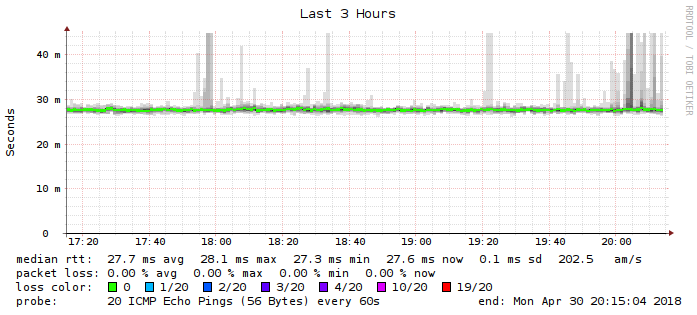 Last 3 Hours
RRDTOOL / TOBI OETIKER
Seconds
40 m
30 m
20 m
10 m
0
17:20 17:40 18:00 18:20 18:40 19:00 19:20 19:40 20:00
median rtt: 27.7 ms avg 28.1 ms max 27.3 ms min 27.6 ms now 0.1 ms sd 202.5 am/s
packet loss: 0.00 % avg 0.00 % max 0.00 % min 0.00 % now
loss color: 0 1/20 2/20 3/20 4/20 10/20 19/20
probe: 20 ICMP Echo Pings (56 Bytes) every 60s end: Mon Apr 30 20:15:04 2018